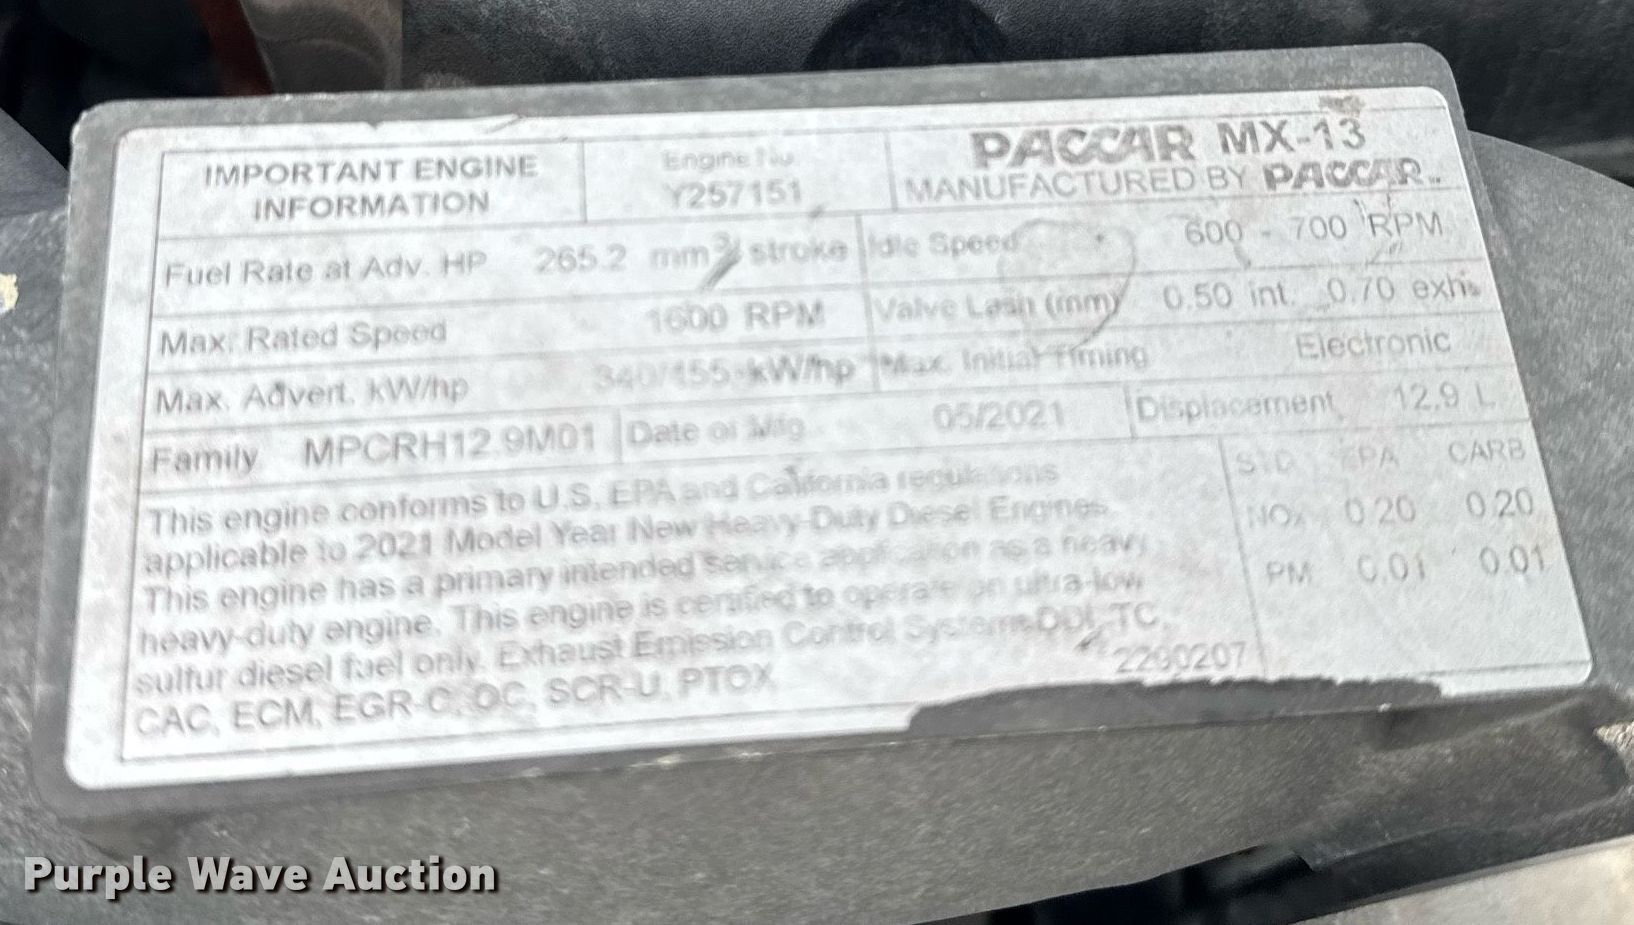 IMPORTANT ENGINE
INFORMATION
Engine No.
Y257151
PACCAR MX-13
MANUFACTURED BY PACCAR
Fuel Rate at Adv. HP 265.2 mm³/stroke
Idle Speed 600 - 700 RPM
Max. Rated Speed 1600 RPM
Valve Lash (mm) 0.50 int. 0.70 exh.
Max. Advert. kW/hp 340/455 kW/hp
Max. Initial Timing Electronic
Family MPCRH12.9M01
Date of Mfg 05/2021
Displacement 12.9 L
This engine conforms to U.S. EPA and California regulations
applicable to 2021 Model Year New Heavy-Duty Diesel Engines.
This engine has a primary intended service application as a heavy
heavy-duty engine. This engine is certified to operate on ultra-low
sulfur diesel fuel only. Exhaust Emission Control Systems DDI, TC,
CAC, ECM, EGR-C, OC, SCR-U, PTOX
2290207
STD EPA CARB
NOx 0.20 0.20
PM 0.01 0.01
Purple Wave Auction